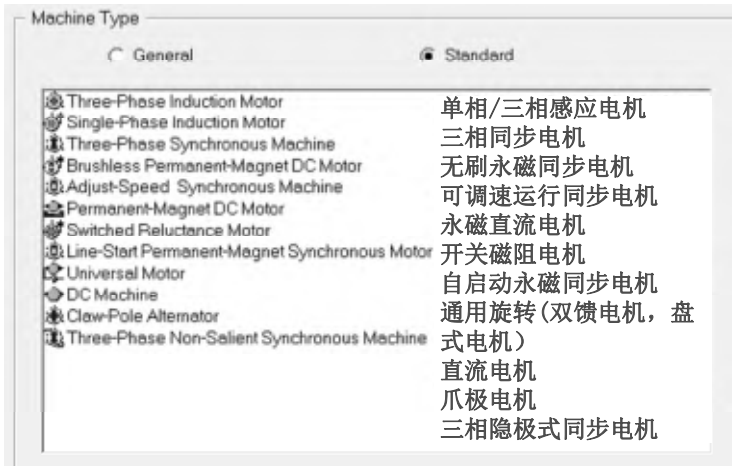 Machine Type
General
Standard
Three-Phase Induction Motor
Single-Phase Induction Motor
Three-Phase Synchronous Machine
Brushless Permanent-Magnet DC Motor
Adjust-Speed Synchronous Machine
Permanent-Magnet DC Motor
Switched Reluctance Motor
Line-Start Permanent-Magnet Synchronous Motor
Universal Motor
DC Machine
Claw-Pole Alternator
Three-Phase Non-Salient Synchronous Machine
单相/三相感应电机
三相同步电机
无刷永磁同步电机
可调速运行同步电机
永磁直流电机
开关磁阻电机
自启动永磁同步电机
通用旋转(双馈电机，盘
式电机)
直流电机
爪极电机
三相隐极式同步电机